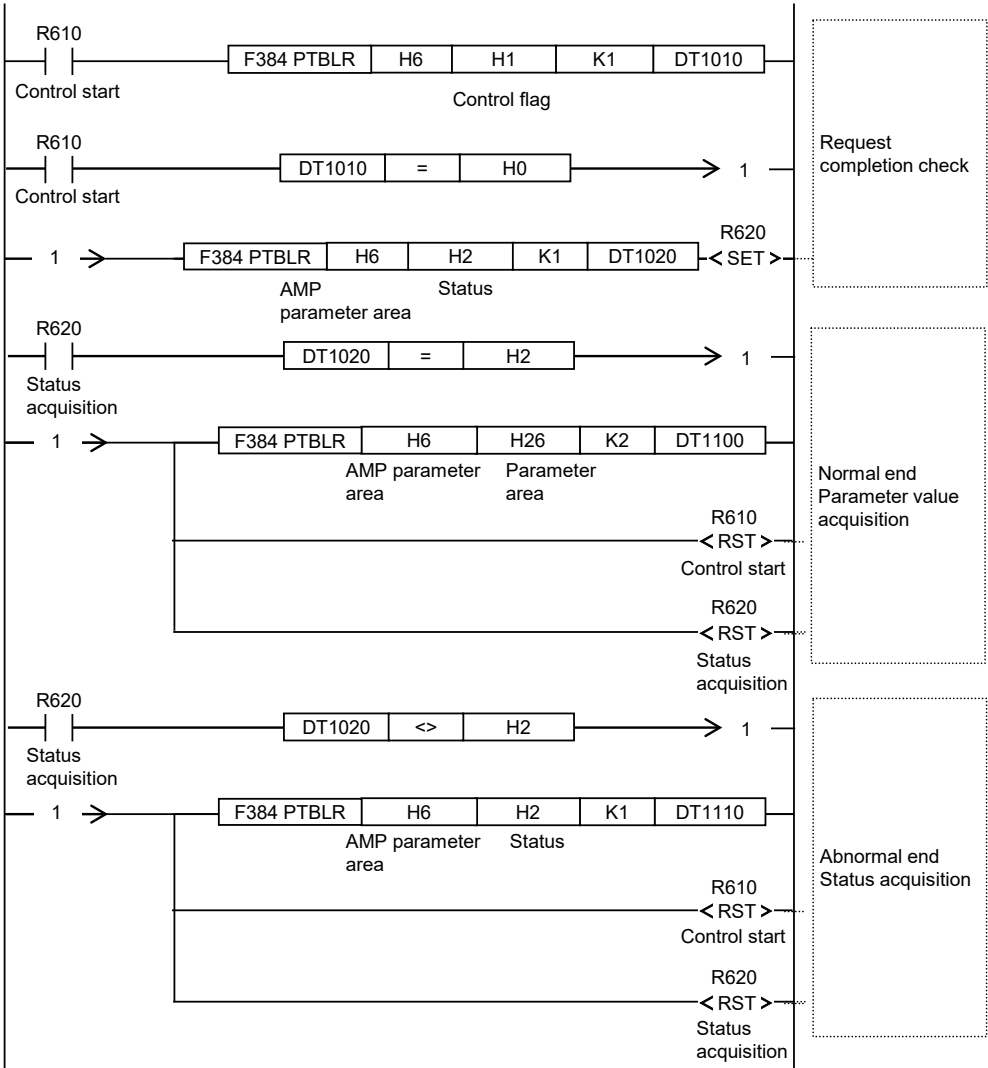 R610
F384 PTBLR H6 H1 K1 DT1010
Control start
Control flag
R610
DT1010 = H0 1
Control start
Request
completion check
R620
1 F384 PTBLR H6 H2 K1 DT1020 < SET >
AMP
parameter area
Status
R620
DT1020 = H2 1
Status
acquisition
1 F384 PTBLR H6 H26 K2 DT1100
AMP parameter
area
Parameter
area
Normal end
Parameter value
acquisition
R610
< RST >
Control start
R620
< RST >
Status
acquisition
R620
DT1020 <> H2 1
Status
acquisition
1 F384 PTBLR H6 H2 K1 DT1110
AMP parameter
area
Status
Abnormal end
Status acquisition
R610
< RST >
Control start
R620
< RST >
Status
acquisition